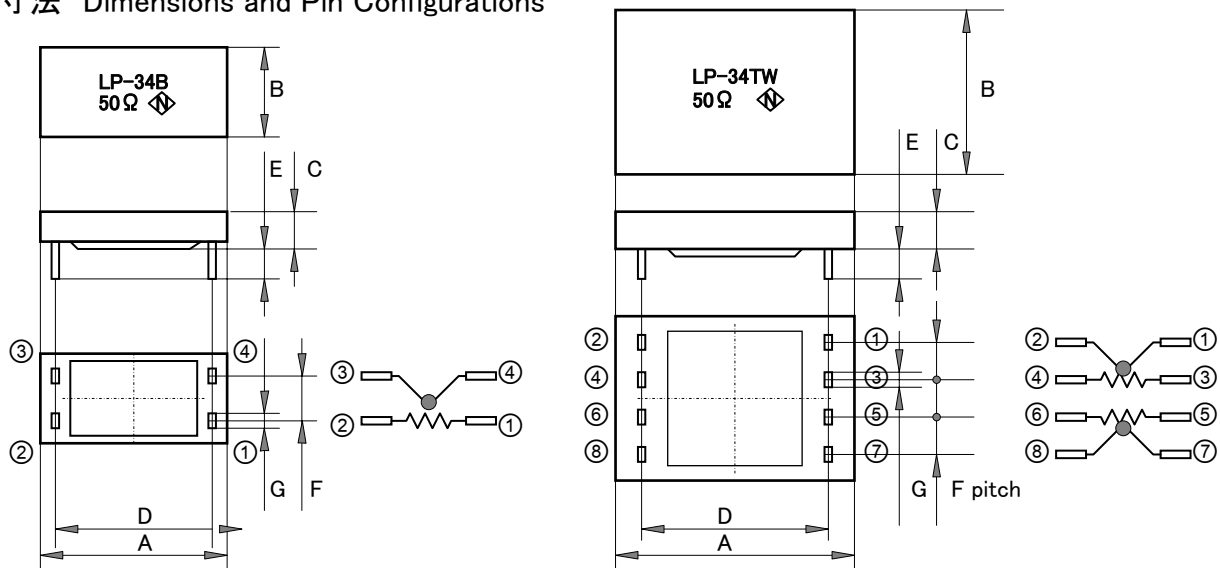 寸 法 Dimensions and Pin Configurations
LP-34B
50Ω N
B
E C
③ ④
② ①
G F
D
A
③ ④
② ①
LP-34TW
50Ω N
B
E C
② ①
④ ③
⑥ ⑤
⑧ ⑦
G F pitch
D
A
② ①
④ ③
⑥ ⑤
⑧ ⑦